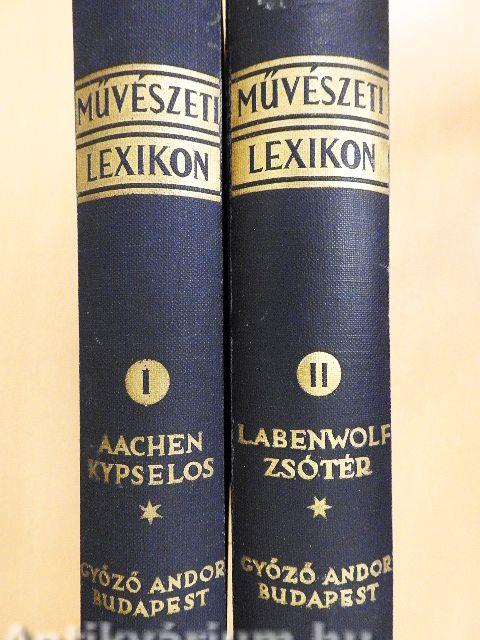 MŰVÉSZETI
LEXIKON
I
AACHEN
KYPSELOS
GYŐZŐ ANDOR
BUDAPEST
MŰVÉSZETI
LEXIKON
II
LABENWOLF
ZSÓTÉR
GYŐZŐ ANDOR
BUDAPEST